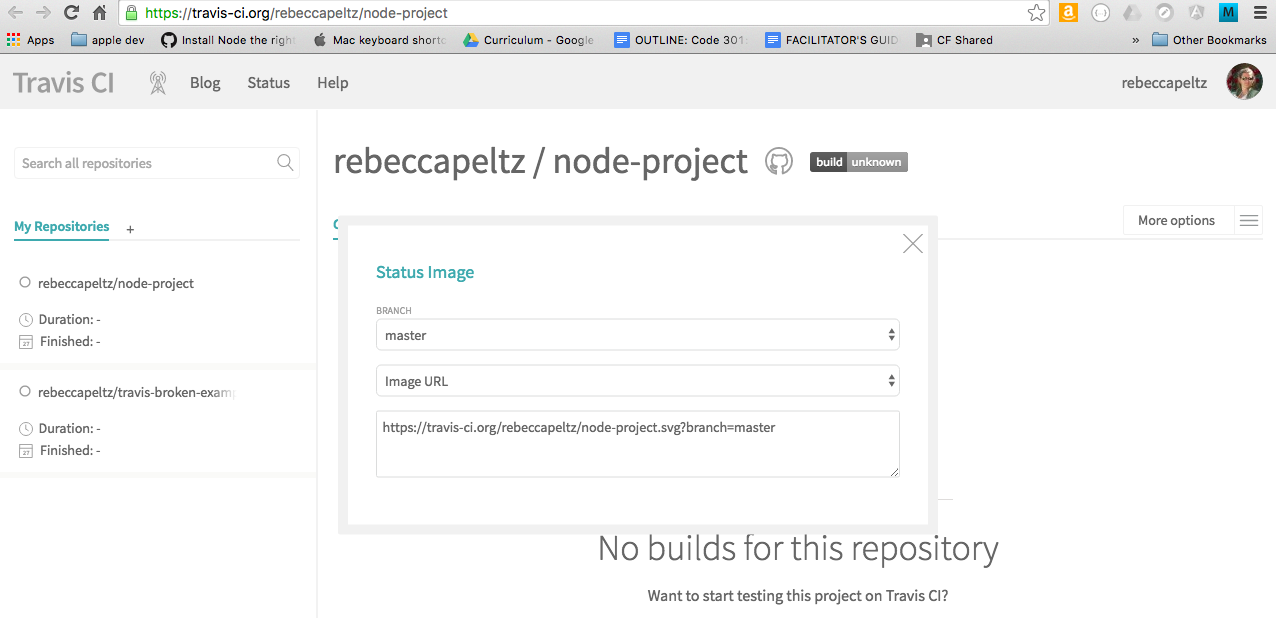 https://travis-ci.org/rebeccapeltz/node-project
Apps apple dev Install Node the right Mac keyboard shortc Curriculum - Google OUTLINE: Code 301: FACILITATOR'S GUID CF Shared » Other Bookmarks
Travis CI Blog Status Help rebeccapeltz
Search all repositories
rebeccapeltz / node-project build unknown
My Repositories +
More options
rebeccapeltz/node-project
Duration: -
Finished: -
rebeccapeltz/travis-broken-examp
Duration: -
Finished: -
Status Image
BRANCH
master
Image URL
https://travis-ci.org/rebeccapeltz/node-project.svg?branch=master
No builds for this repository
Want to start testing this project on Travis CI?